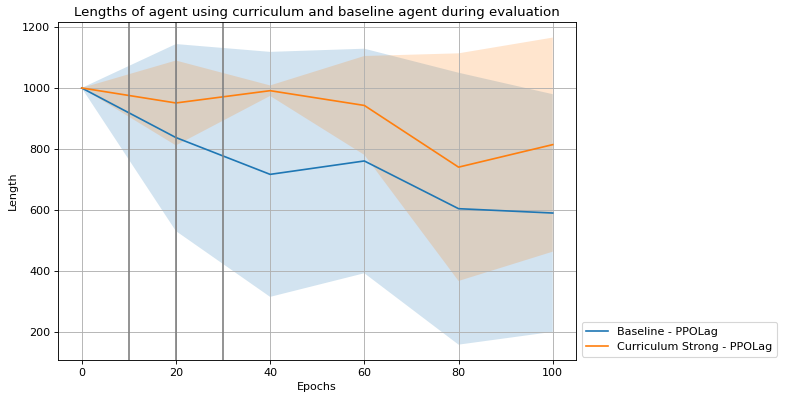 Lengths of agent using curriculum and baseline agent during evaluation
1200
1000
800
600
400
200
Length
0 20 40 60 80 100
Epochs
Baseline - PPOLag
Curriculum Strong - PPOLag